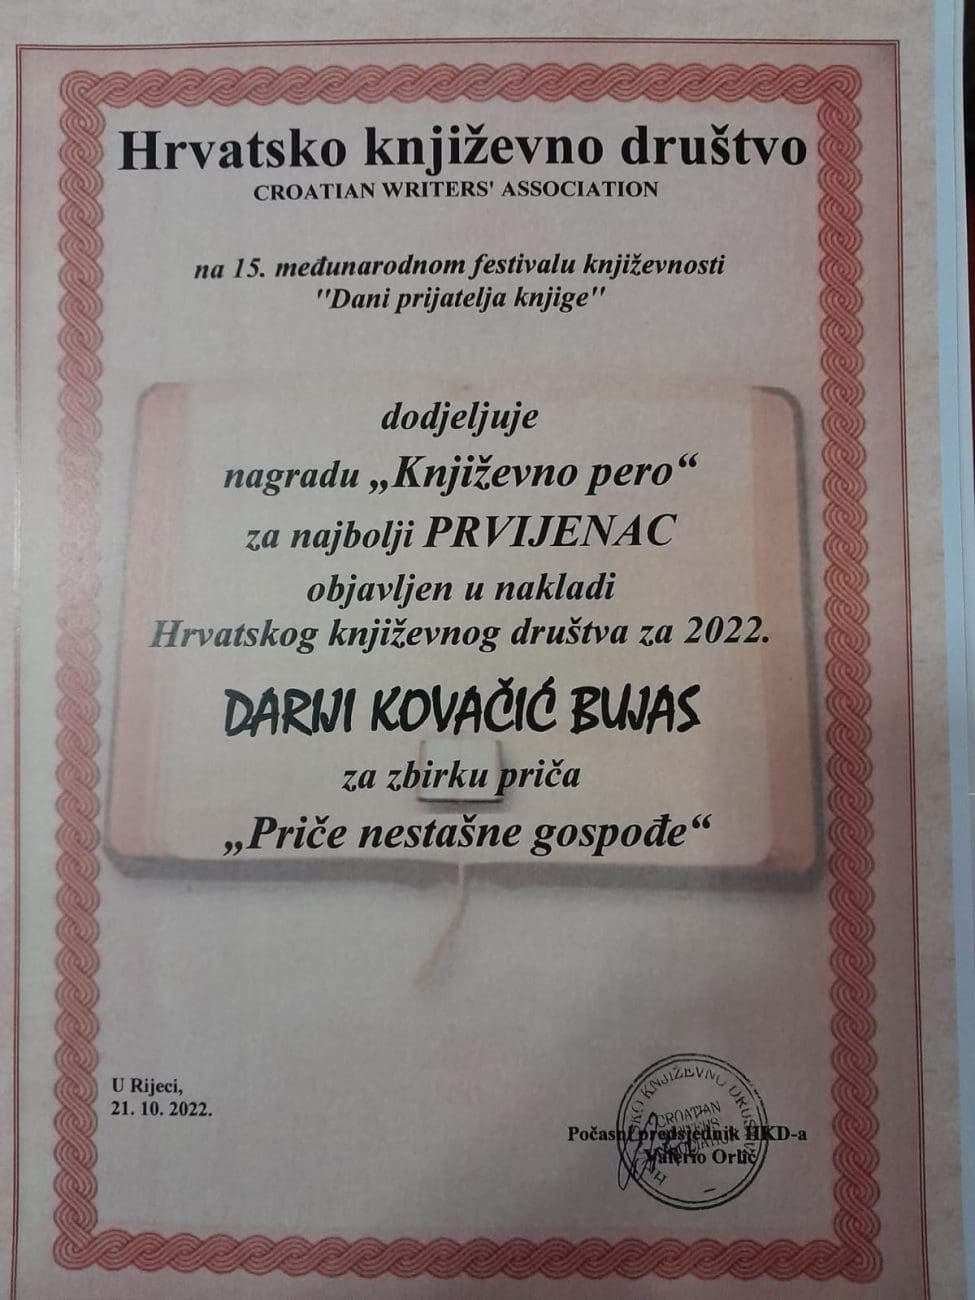 Hrvatsko književno društvo
CROATIAN WRITERS' ASSOCIATION
na 15. međunarodnom festivalu književnosti
"Dani prijatelja knjige"
dodjeljuje
nagradu „Književno pero“
za najbolji PRVIJENAC
objavljen u nakladi
Hrvatskog književnog društva za 2022.
DARIJI KOVAČIĆ BUJAS
za zbirku priča
„Priče nestašne gospođe“
U Rijeci,
21. 10. 2022.
KNJIŽEVNO
CROATIAN
Počasni predsjednik HKD-a
Valerio Orlić